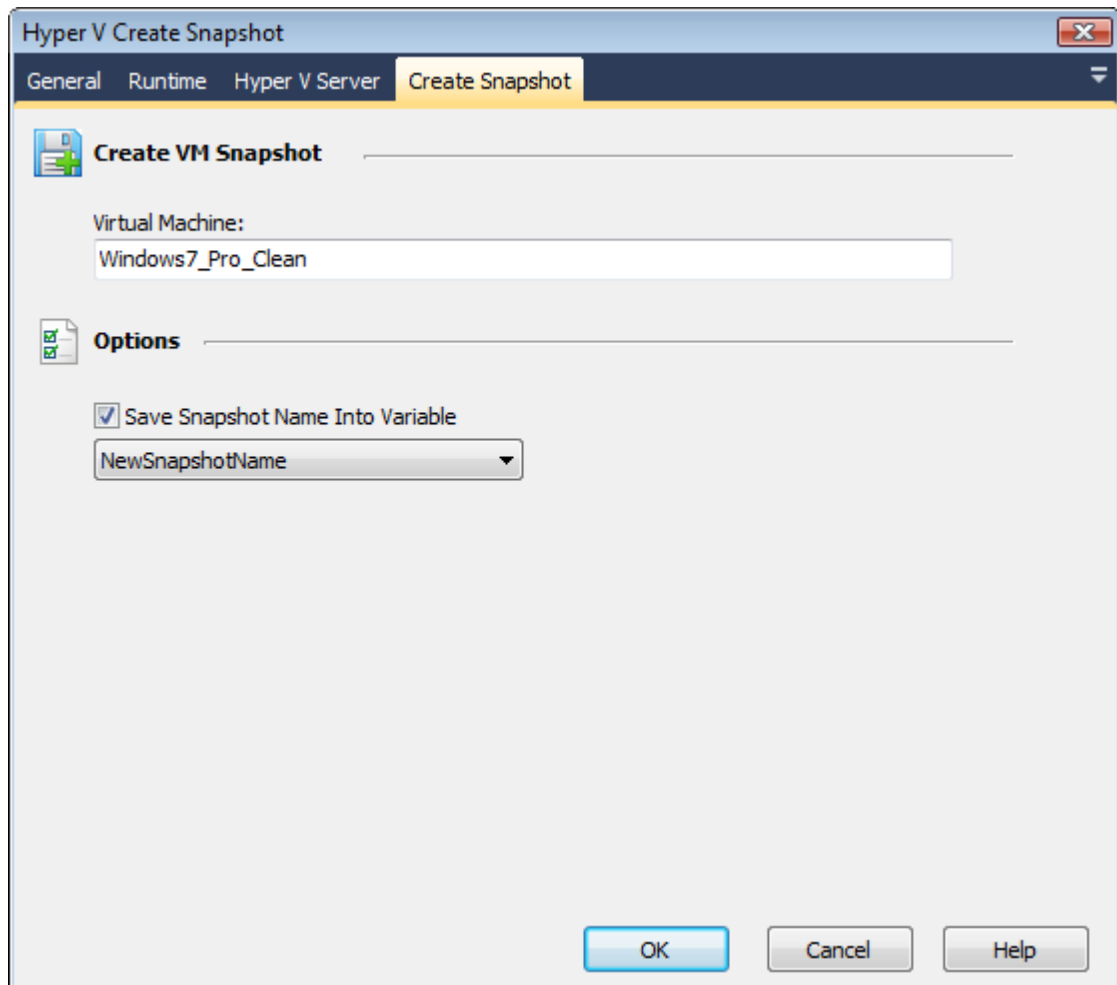 Hyper V Create Snapshot
General Runtime Hyper V Server Create Snapshot
Create VM Snapshot
Virtual Machine:
Windows7_Pro_Clean
Options
Save Snapshot Name Into Variable
NewSnapshotName
OK Cancel Help